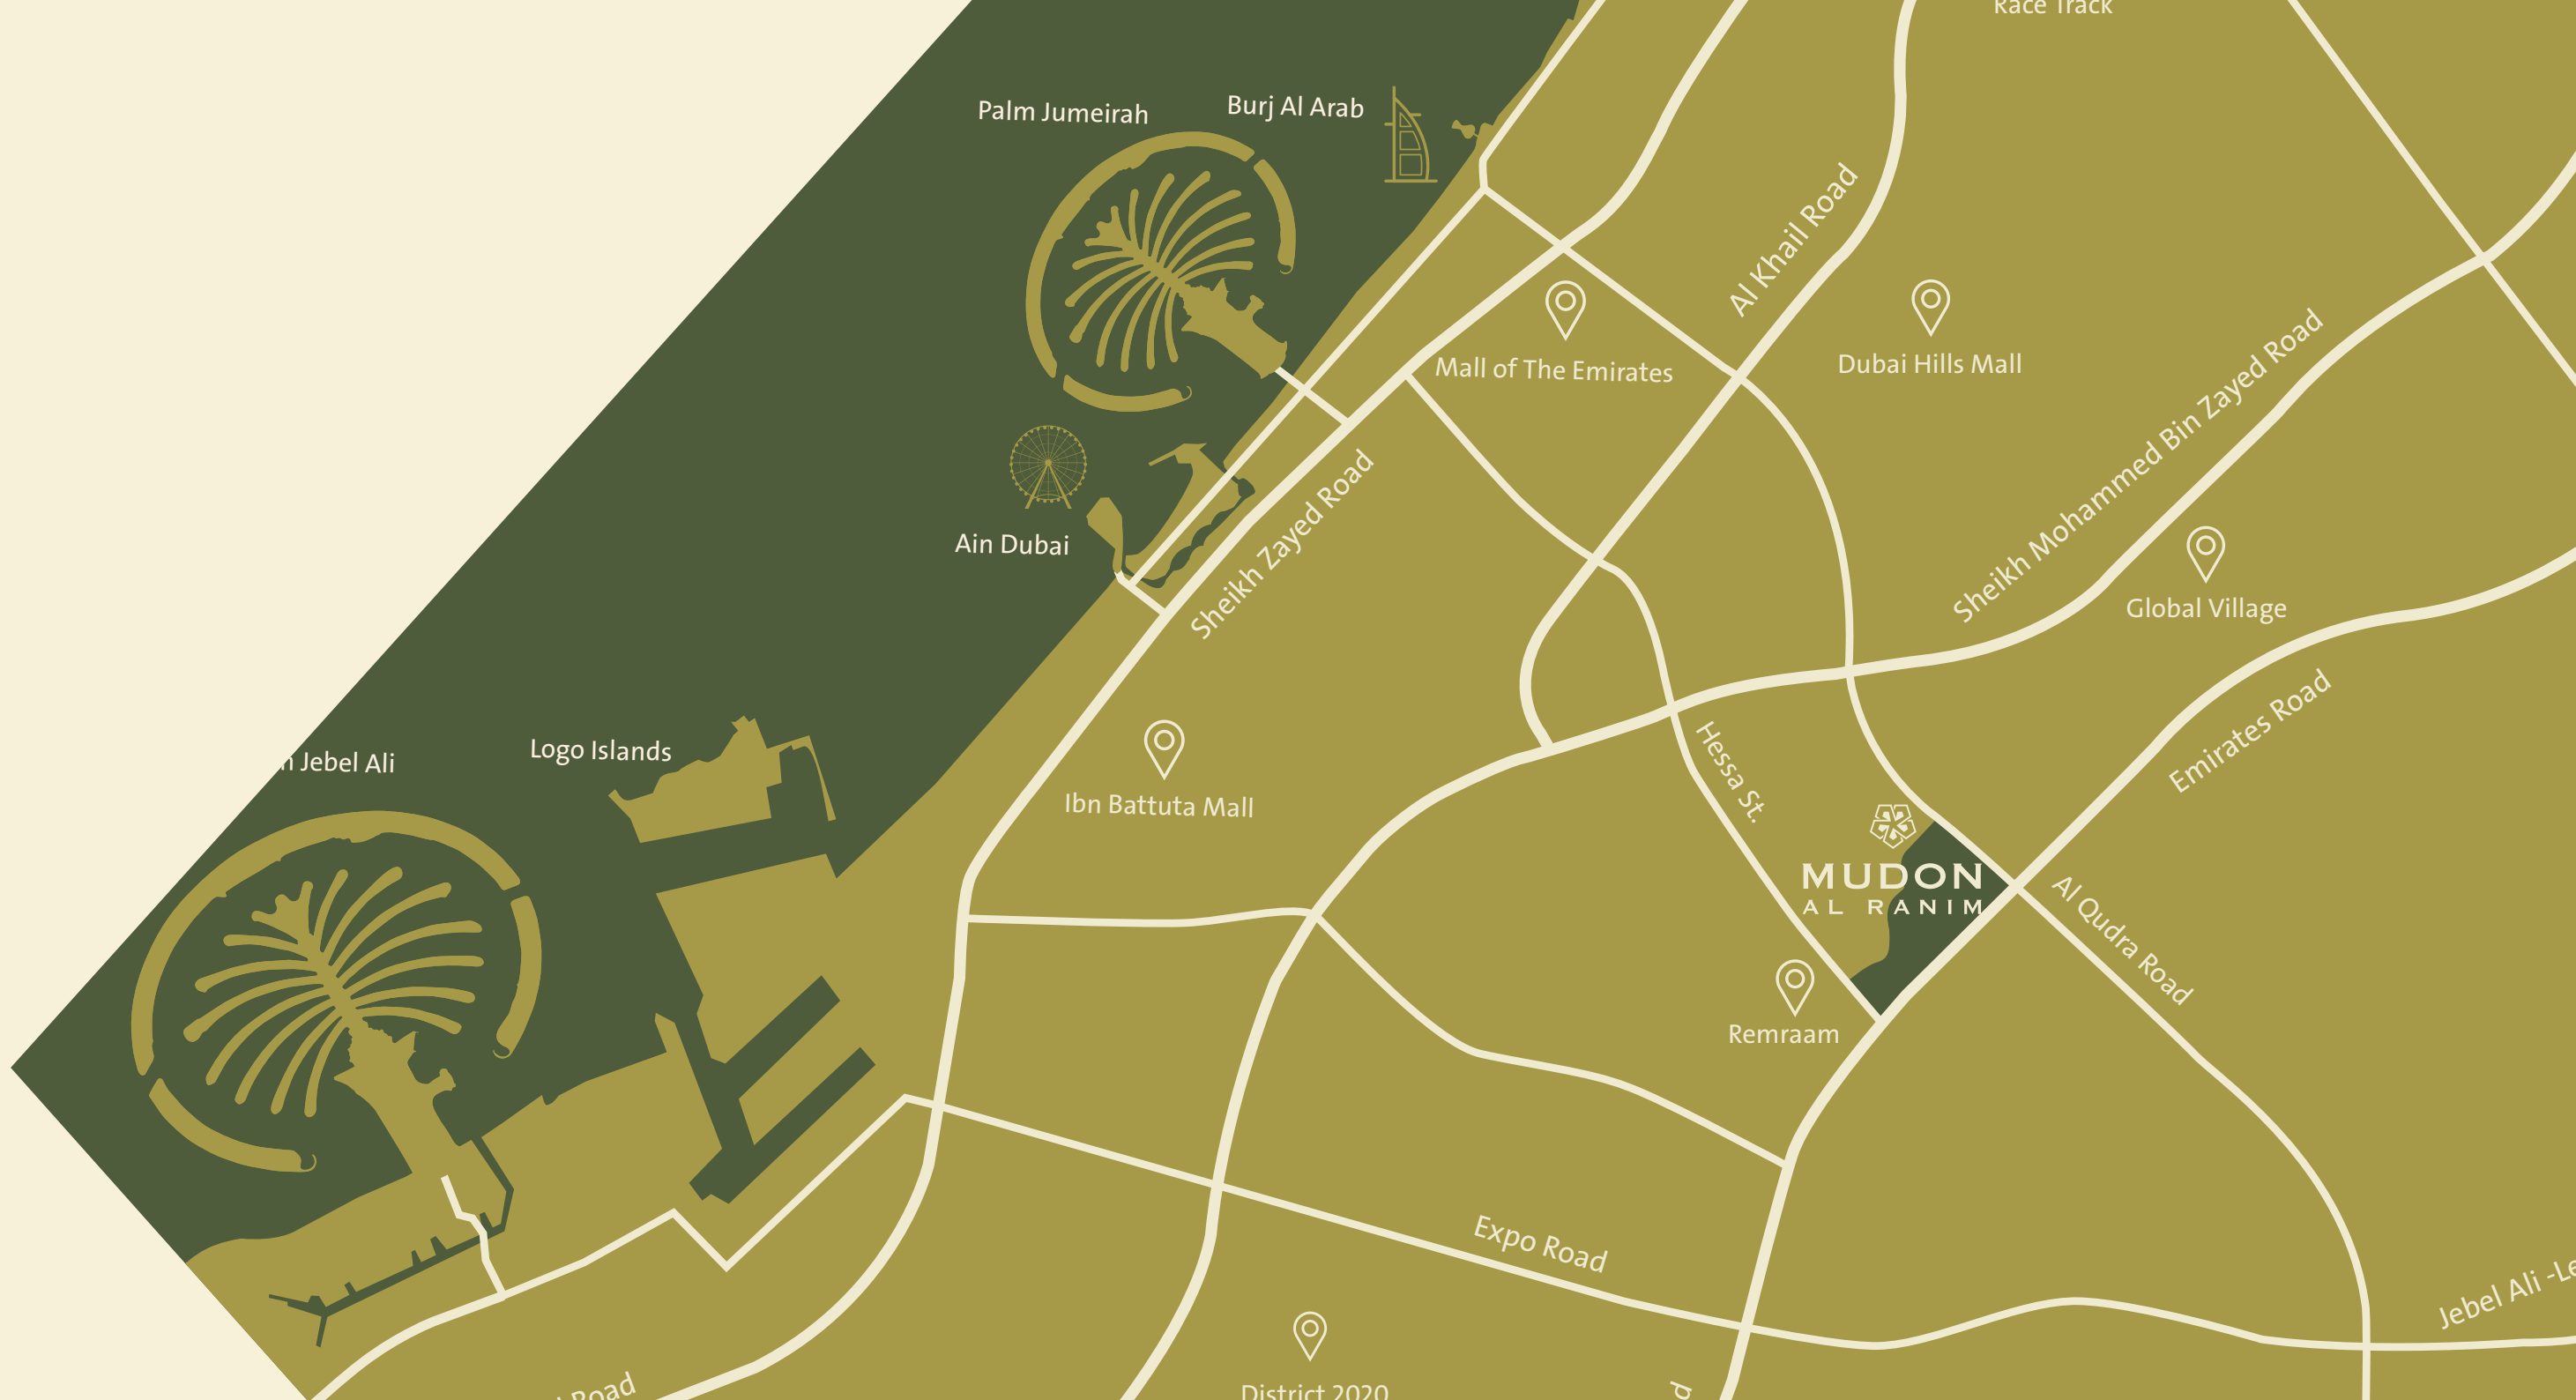 Race Track
Palm Jumeirah
Burj Al Arab
Al Khail Road
Mall of The Emirates
Dubai Hills Mall
Sheikh Mohammed Bin Zayed Road
Sheikh Zayed Road
Ain Dubai
Global Village
Emirates Road
Jebel Ali
Logo Islands
Ibn Battuta Mall
Hessa St.
MUDON
AL RANIM
Al Qudra Road
Remraam
Expo Road
Jebel Ali -Le
District 2020
Road